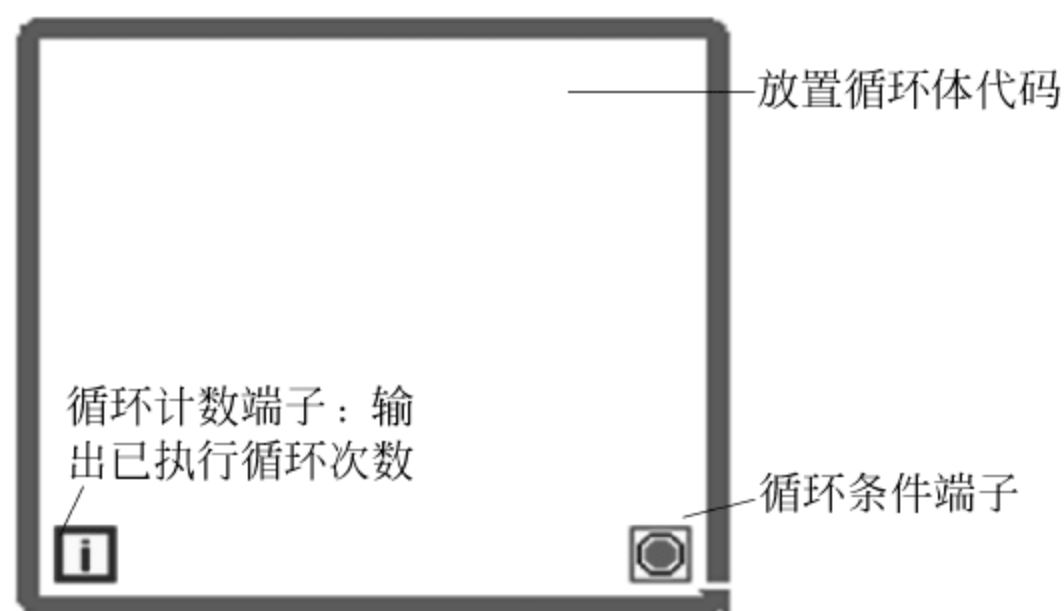 放置循环体代码
循环计数端子：输
出已执行循环次数
循环条件端子
i